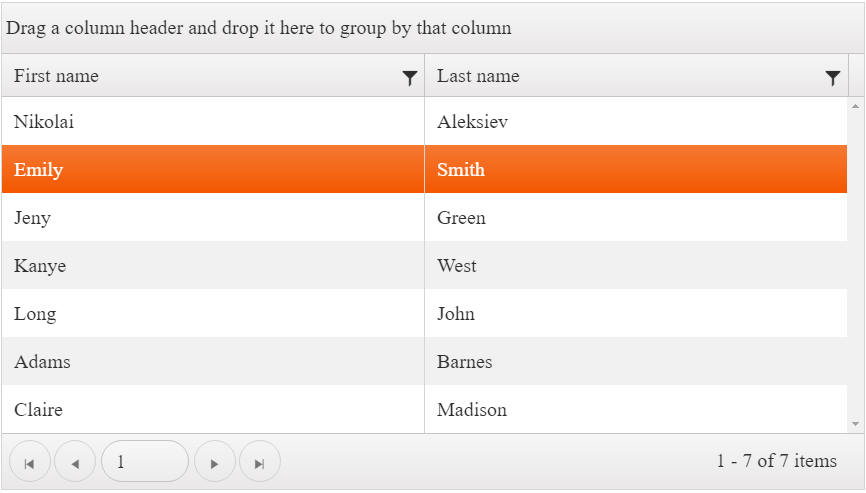 Drag a column header and drop it here to group by that column
First name Last name
Nikolai Aleksiev
Emily Smith
Jeny Green
Kanye West
Long John
Adams Barnes
Claire Madison
1 1 - 7 of 7 items